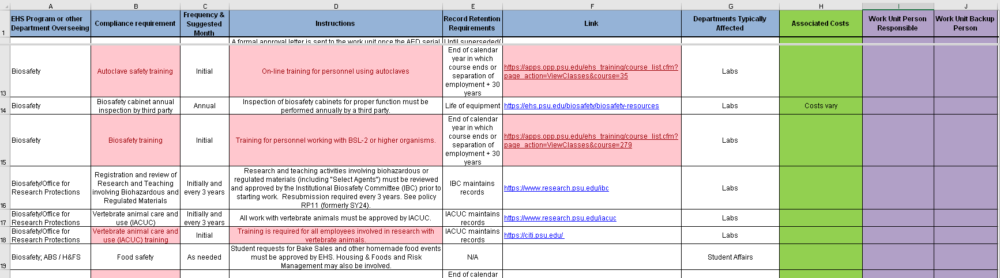 A B C D E F G H I J
1 EHS Program or other Department Overseeing Compliance requirement Frequency & Suggested Month Instructions Record Retention Requirements Link Departments Typically Affected Associated Costs Work Unit Person Responsible Work Unit Backup Person
A formal approval letter is sent to the work unit once the AED serial Until superseded/
13 Biosafety Autoclave safety training Initial On-line training for personnel using autoclaves End of calendar year in which course ends or separation of employment + 30 years https://apps.opp.psu.edu/ehs_training/course_list.cfm?page_action=ViewClasses&course=35 Labs
14 Biosafety Biosafety cabinet annual inspection by third party Annual Inspection of biosafety cabinets for proper function must be performed annually by a third party. Life of equipment https://ehs.psu.edu/biosafety/biosafety-resources Labs Costs vary
15 Biosafety Biosafety training Initial Training for personnel working with BSL-2 or higher organisms. End of calendar year in which course ends or separation of employment + 30 years https://apps.opp.psu.edu/ehs_training/course_list.cfm?page_action=ViewClasses&course=279 Labs
16 Biosafety/Office for Research Protections Registration and review of Research and Teaching involving Biohazardous and Regulated Materials Initially and every 3 years Research and teaching activities involving biohazardous or regulated materials (including "Select Agents") must be reviewed and approved by the Institutional Biosafety Committee (IBC) prior to starting work. Resubmission required every 3 years. See policy RP11 (formerly SY24). IBC maintains records https://www.research.psu.edu/ibc Labs
17 Biosafety/Office for Research Protections Vertebrate animal care and use (IACUC) Initially and every 3 years All work with vertebrate animals must be approved by IACUC. IACUC maintains records https://www.research.psu.edu/iacuc Labs
18 Biosafety/Office for Research Protections Vertebrate animal care and use (IACUC) training Initial Training is required for all employees involved in research with vertebrate animals. IACUC maintains records https://citi.psu.edu/ Labs
19 Biosafety; ABS / H&FS Food safety As needed Student requests for Bake Sales and other homemade food events must be approved by EHS. Housing & Foods and Risk Management may also be involved. N/A Student Affairs
End of calendar